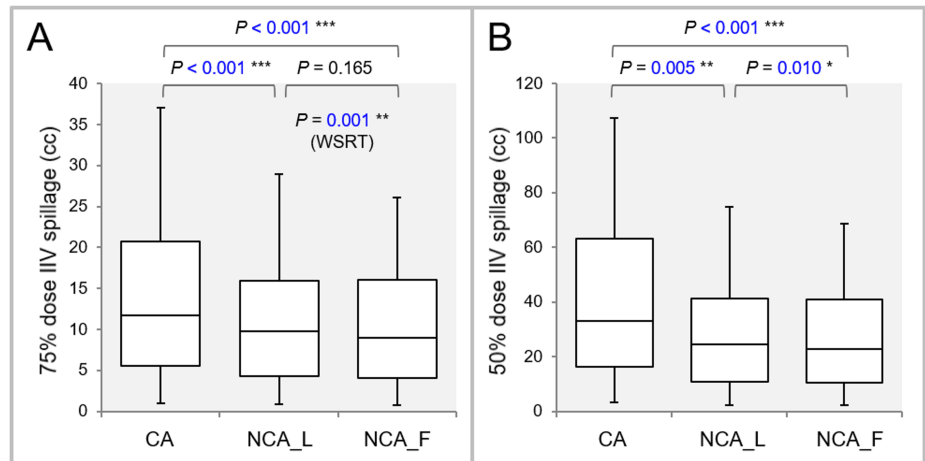 A
P < 0.001 ***
P < 0.001 ***
P = 0.165
P = 0.001 **
(WSRT)
75% dose IIV spillage (cc)
40
35
30
25
20
15
10
5
0
CA
NCA_L
NCA_F
B
P < 0.001 ***
P = 0.005 **
P = 0.010 *
50% dose IIV spillage (cc)
120
100
80
60
40
20
0
CA
NCA_L
NCA_F